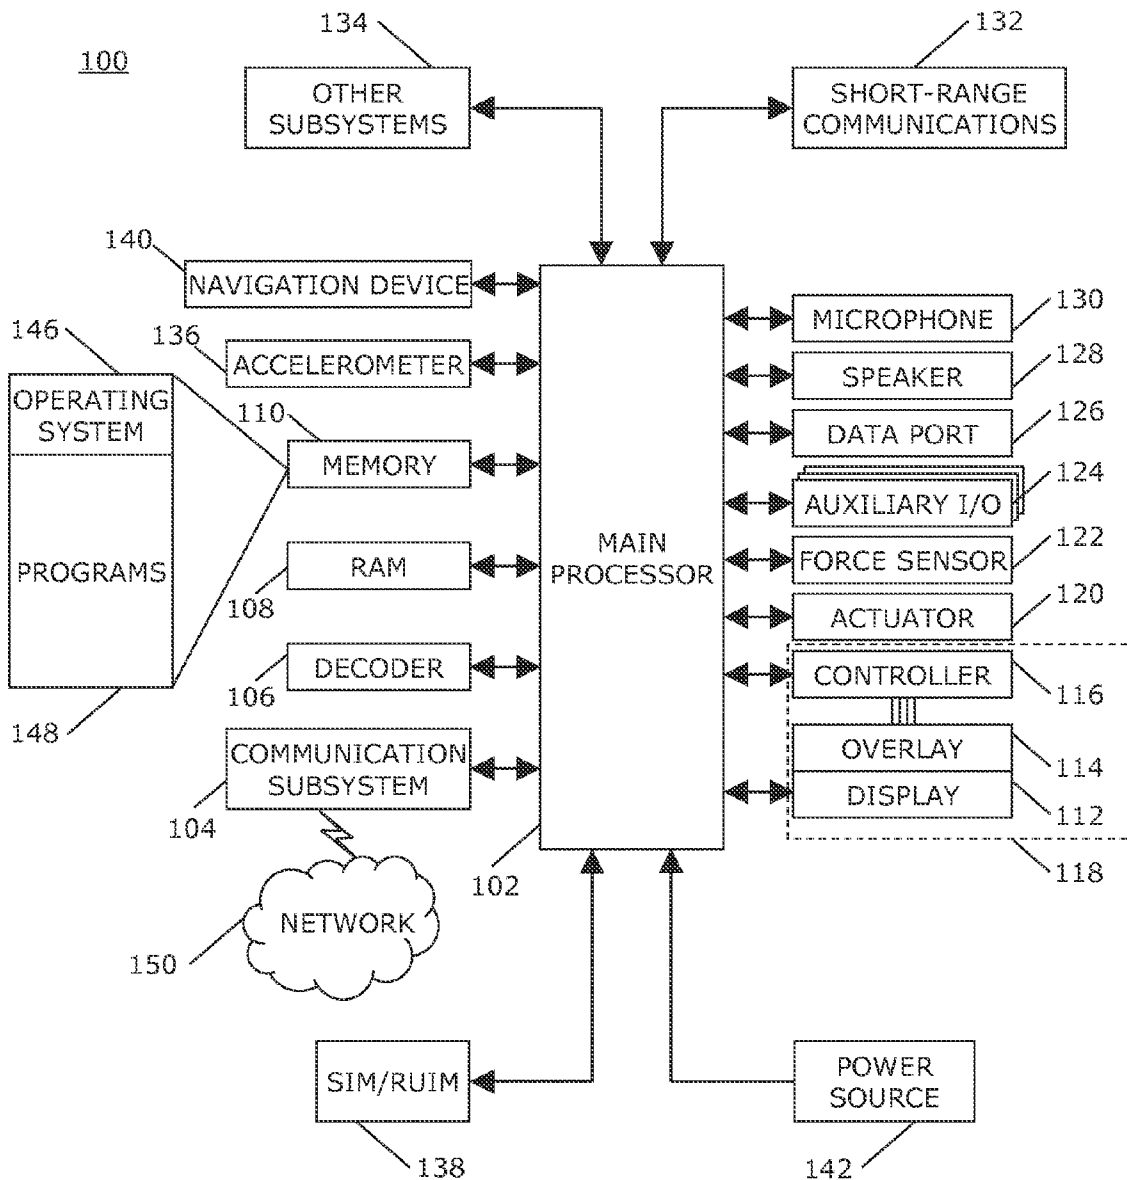 134
132
100
OTHER
SUBSYSTEMS
SHORT-RANGE
COMMUNICATIONS
140
NAVIGATION DEVICE
146
136
ACCELEROMETER
OPERATING
SYSTEM
110
MEMORY
PROGRAMS
RAM
108
DECODER
106
148
COMMUNICATION
SUBSYSTEM
104
NETWORK
150
MAIN
PROCESSOR
102
MICROPHONE
130
SPEAKER
128
DATA PORT
126
AUXILIARY I/O
124
FORCE SENSOR
122
ACTUATOR
120
CONTROLLER
116
OVERLAY
114
DISPLAY
112
118
SIM/RUIM
138
POWER
SOURCE
142